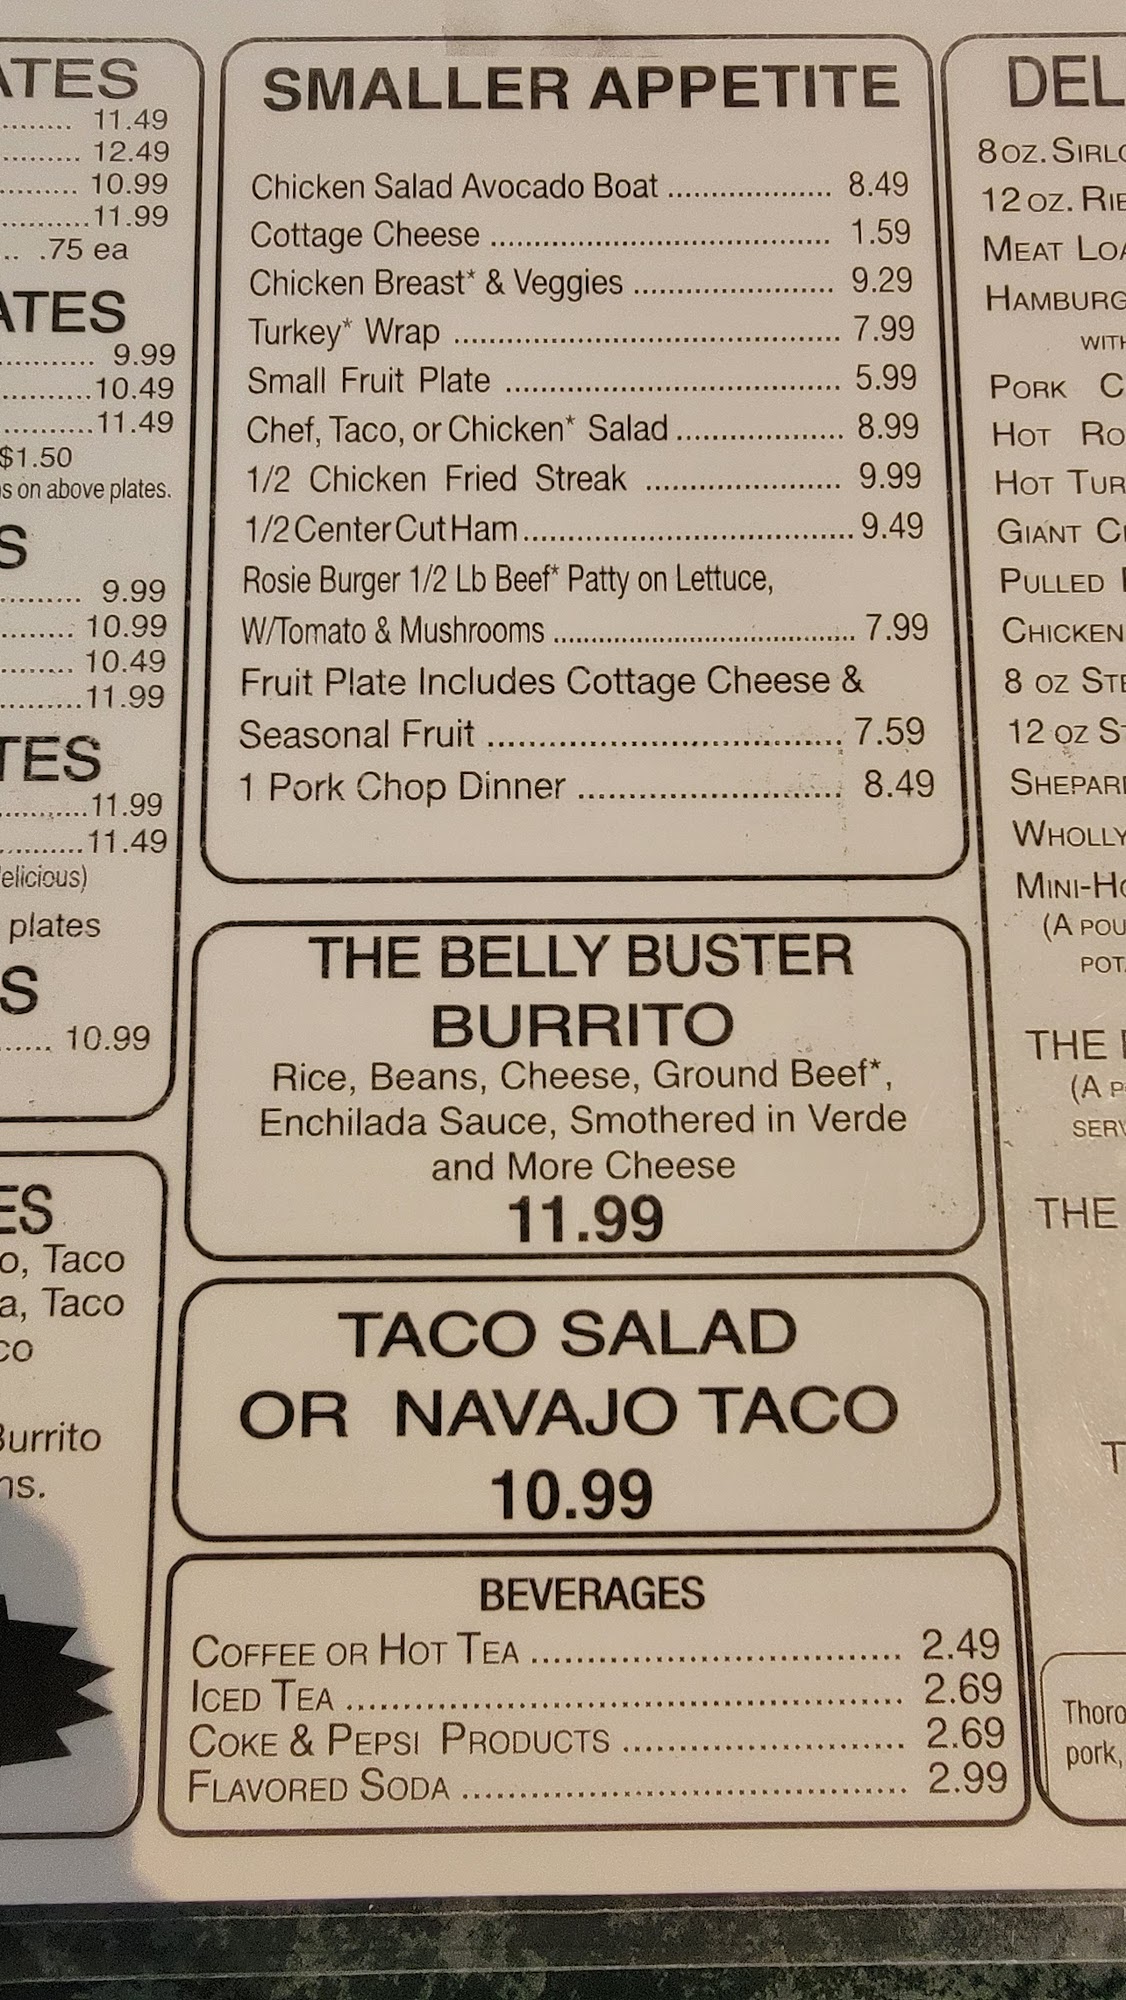 ATES
11.49
12.49
10.99
11.99
.75 ea
ATES
9.99
10.49
11.49
$1.50
on above plates.
S
9.99
10.99
10.49
11.99
TES
11.99
11.49
elicious)
plates
S
10.99
ES
o, Taco
a, Taco
co
Burrito
ns.
SMALLER APPETITE
Chicken Salad Avocado Boat ................. 8.49
Cottage Cheese ................................... 1.59
Chicken Breast* & Veggies ..................... 9.29
Turkey* Wrap ........................................ 7.99
Small Fruit Plate ................................... 5.99
Chef, Taco, or Chicken* Salad ................. 8.99
1/2 Chicken Fried Streak .................... 9.99
1/2 Center Cut Ham.................................. 9.49
Rosie Burger 1/2 Lb Beef* Patty on Lettuce,
W/Tomato & Mushrooms .................................. 7.99
Fruit Plate Includes Cottage Cheese &
Seasonal Fruit .................................... 7.59
1 Pork Chop Dinner ........................... 8.49
THE BELLY BUSTER
BURRITO
Rice, Beans, Cheese, Ground Beef*,
Enchilada Sauce, Smothered in Verde
and More Cheese
11.99
TACO SALAD
OR NAVAJO TACO
10.99
BEVERAGES
COFFEE OR HOT TEA .................................. 2.49
ICED TEA ..................................................... 2.69
COKE & PEPSI PRODUCTS .......................... 2.69
FLAVORED SODA ......................................... 2.99
DEL
8 OZ. SIRLO
12 OZ. RIB
MEAT LOA
HAMBURG
WITH
PORK C
HOT RO
HOT TUR
GIANT C
PULLED
CHICKEN
8 OZ STE
12 OZ ST
SHEPAR
WHOLLY
MINI-HO
(A POU
POT
THE
(A P
SERV
THE
T
Thoro
pork,